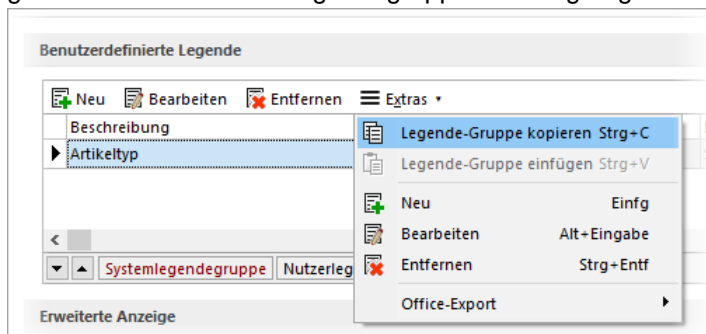 Benutzerdefinierte Legende
Neu Bearbeiten Entfernen Extras
Beschreibung
Artikeltyp
Legende-Gruppe kopieren Strg+C
Legende-Gruppe einfügen Strg+V
Neu Einfg
Bearbeiten Alt+Eingabe
Entfernen Strg+Entf
Office-Export
Systemlegendegruppe Nutzerleg
Erweiterte Anzeige